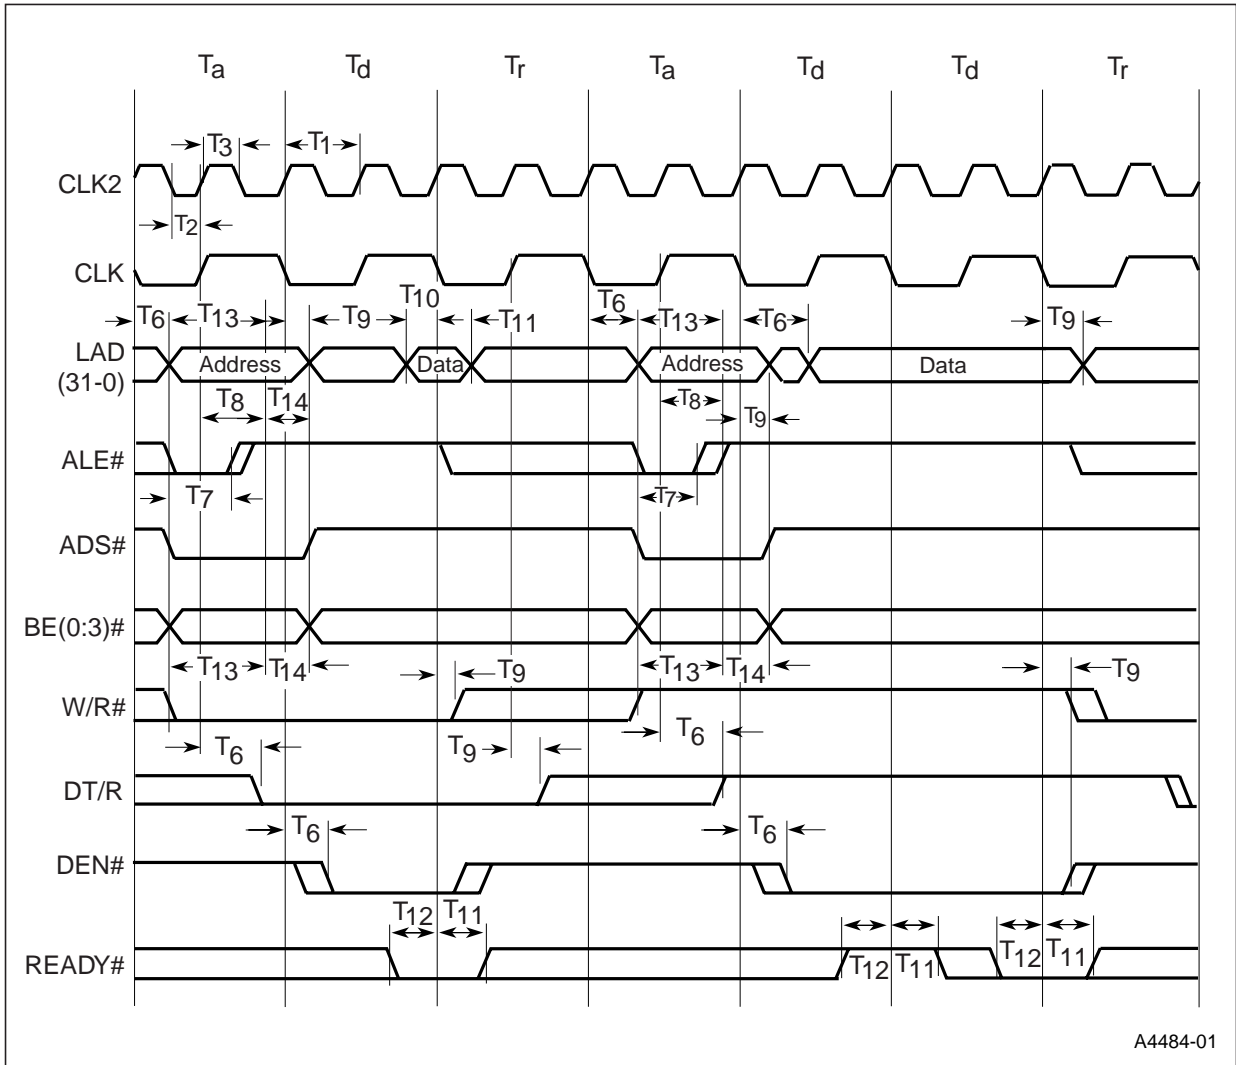 Ta Td Tr Ta Td Td Tr
T3 T1
CLK2
T2
CLK
T10 T6
T6 T13 T9 T11 T13 T6 T9
LAD
(31-0)
Address Data Address Data
T8 T14 T8 T9
ALE#
T7 T7
ADS#
BE(0:3)#
T13 T14 T9 T13 T14 T9
W/R#
T6 T9 T6
DT/R
T6 T6
DEN#
T12 T11
READY#
T12 T11 T12 T11
A4484-01